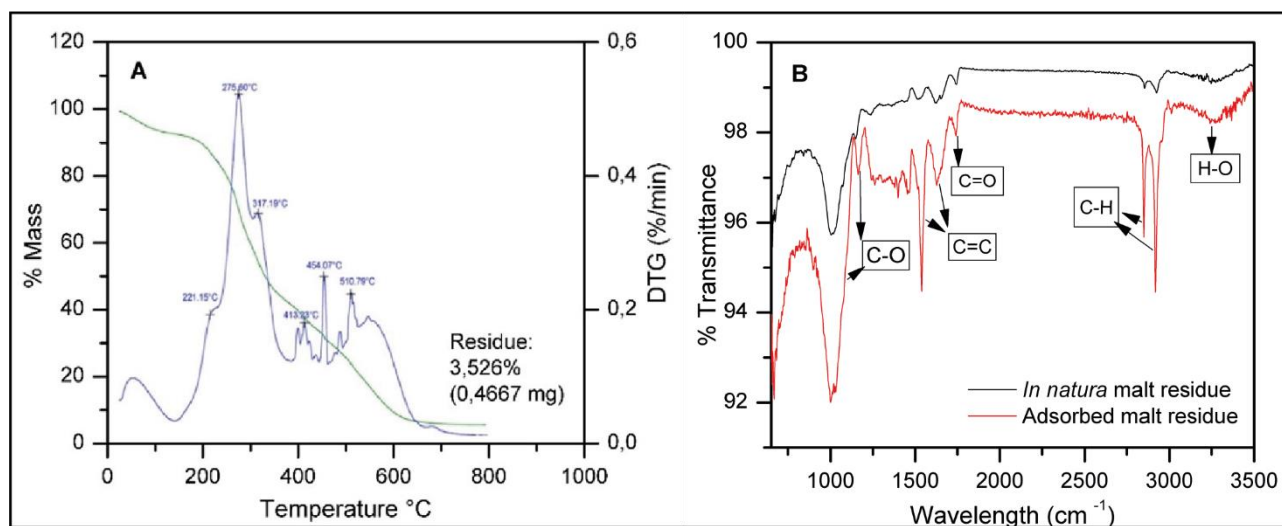 A
120
100
80
60
40
20
0
% Mass
0,6
0,4
0,2
0,0
DTG (%/min)
221.15°C
275.60°C
317.19°C
413.23°C
454.07°C
510.79°C
Residue:
3,526%
(0,4667 mg)
0 200 400 600 800 1000
Temperature °C
B
100
98
96
94
92
% Transmittance
C-O
C=C
C=O
C-H
H-O
In natura malt residue
Adsorbed malt residue
1000 1500 2000 2500 3000 3500
Wavelength (cm -1)